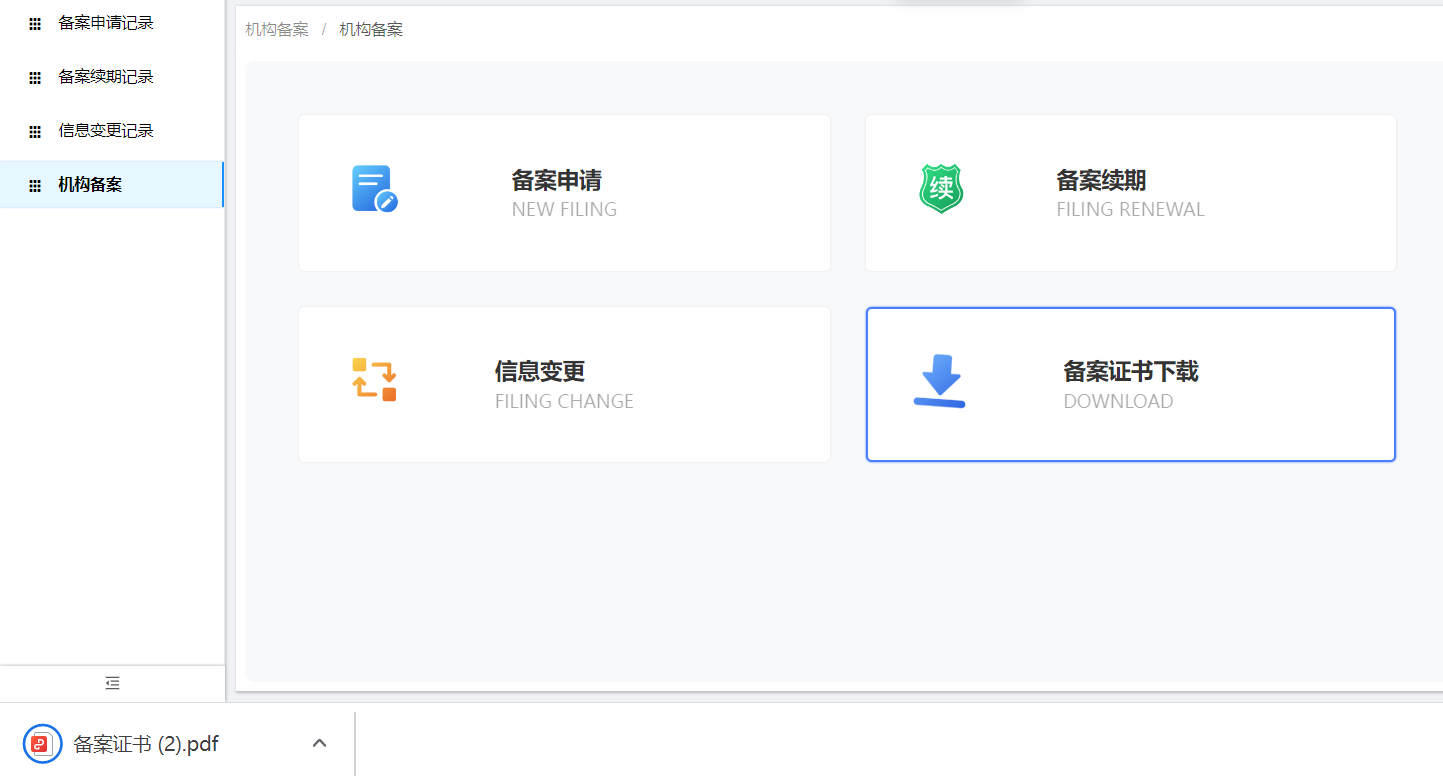 备案申请记录
备案续期记录
信息变更记录
机构备案
机构备案 / 机构备案
备案申请
NEW FILING
续
备案续期
FILING RENEWAL
信息变更
FILING CHANGE
备案证书下载
DOWNLOAD
备案证书 (2).pdf